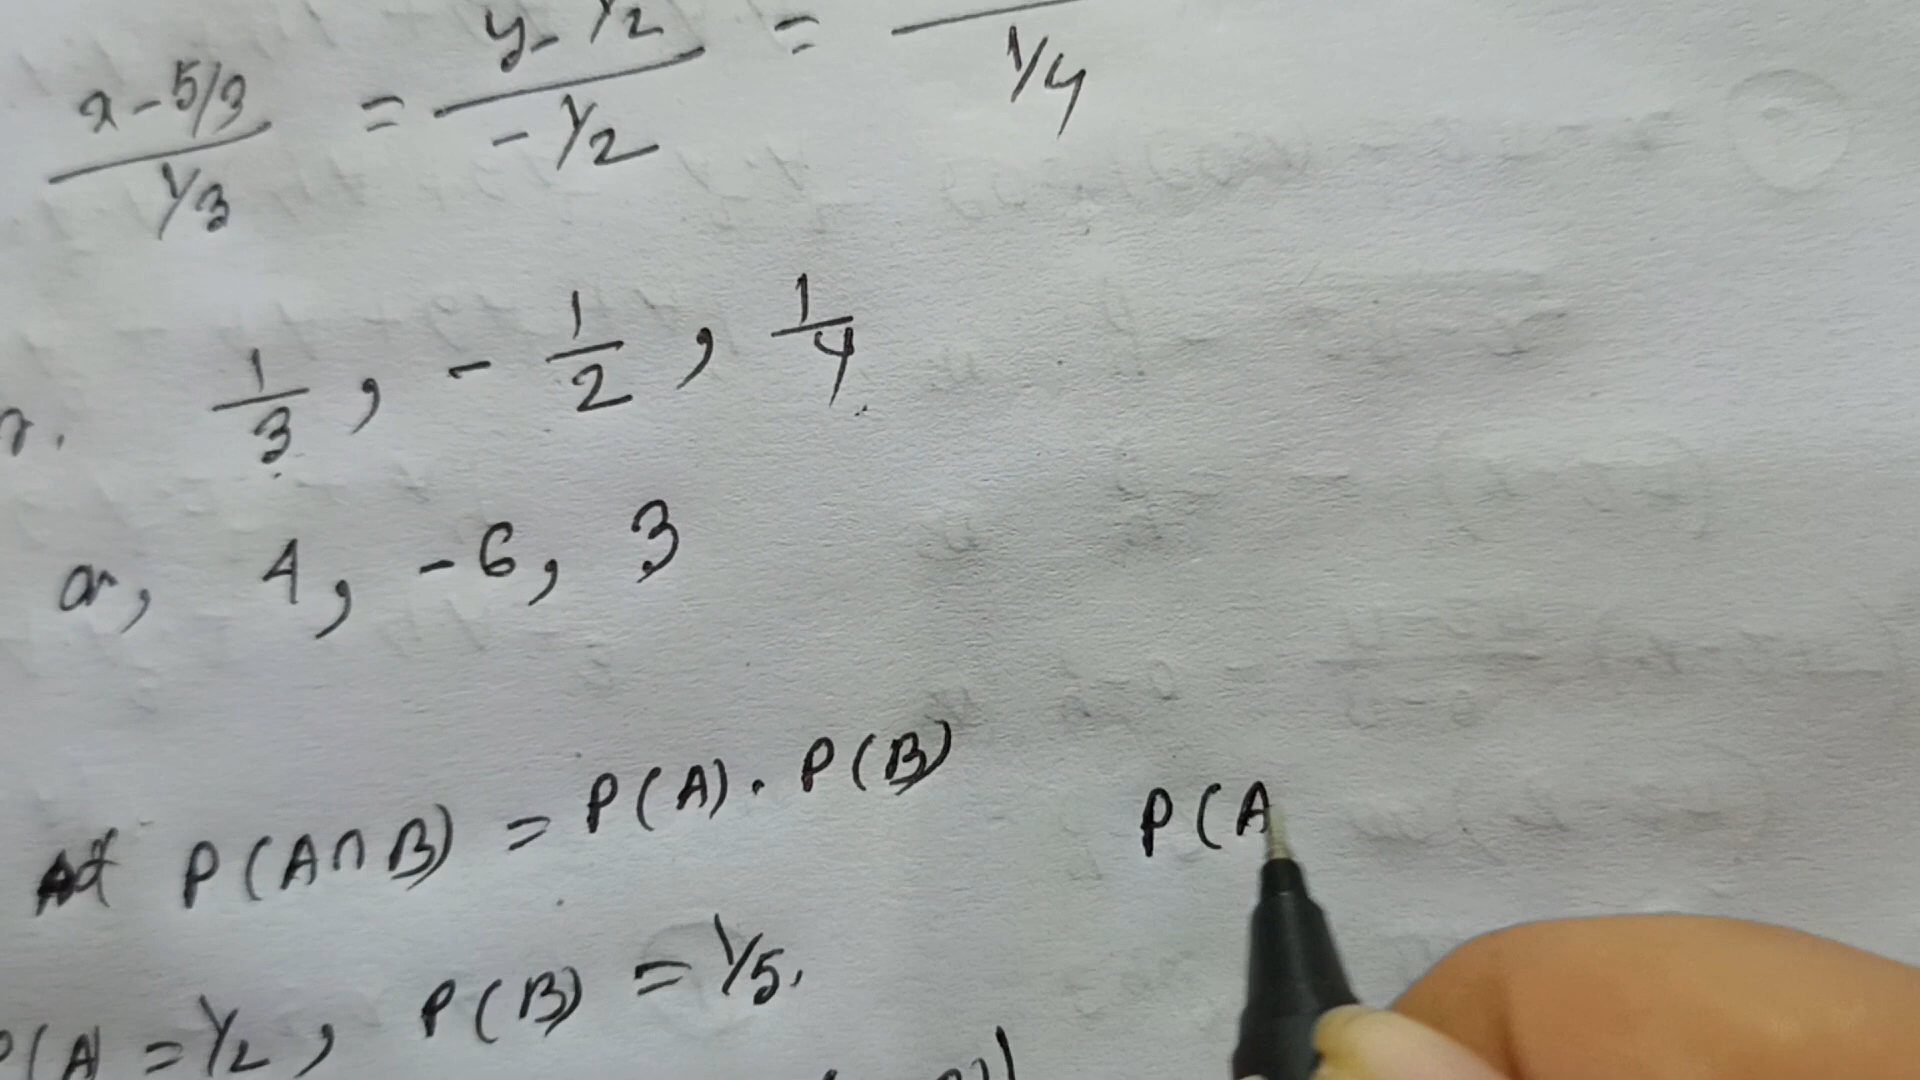 x - 5/3 / 1/3 = y - 1/2 / - 1/2 = / 1/4
r. 1/3 , - 1/2 , 1/4
or, 4, -6, 3
P(A∩B) = P(A). P(B) P(A
P(A) = 1/2, P(B) = 1/5,